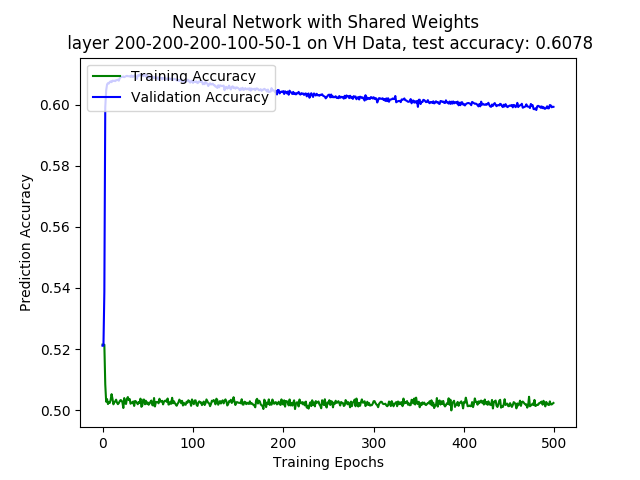 Neural Network with Shared Weights
layer 200-200-200-100-50-1 on VH Data, test accuracy: 0.6078
Training Accuracy
Validation Accuracy
Prediction Accuracy
0.60
0.58
0.56
0.54
0.52
0.50
0 100 200 300 400 500
Training Epochs